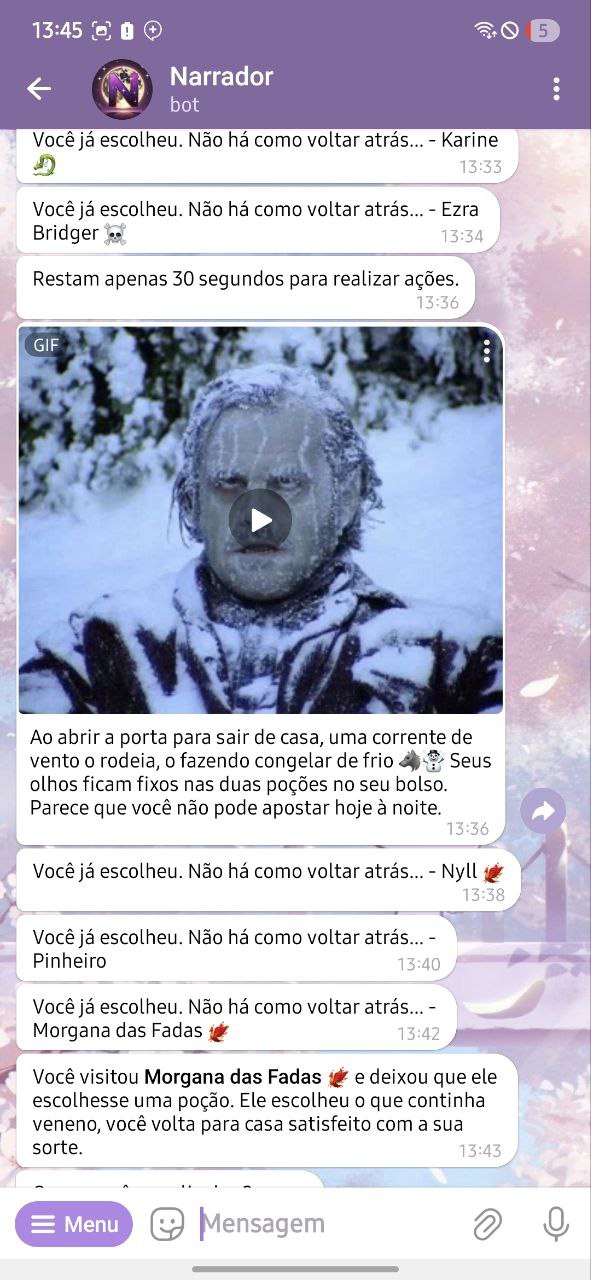 13:45
5
Narrador
bot
Você já escolheu. Não há como voltar atrás... - Karine
🐉
13:33
Você já escolheu. Não há como voltar atrás... - Ezra
Bridger ☠️
13:34
Restam apenas 30 segundos para realizar ações.
13:36
GIF
Ao abrir a porta para sair de casa, uma corrente de
vento o rodeia, o fazendo congelar de frio 🐺☃️ Seus
olhos ficam fixos nas duas poções no seu bolso.
Parece que você não pode apostar hoje à noite.
13:36
Você já escolheu. Não há como voltar atrás... - Nyll 🍁
13:38
Você já escolheu. Não há como voltar atrás... -
Pinheiro
13:40
Você já escolheu. Não há como voltar atrás... -
Morgana das Fadas 🍁
13:42
Você visitou Morgana das Fadas 🍁 e deixou que ele
escolhesse uma poção. Ele escolheu o que continha
veneno, você volta para casa satisfeito com a sua
sorte.
13:43
Menu
Mensagem